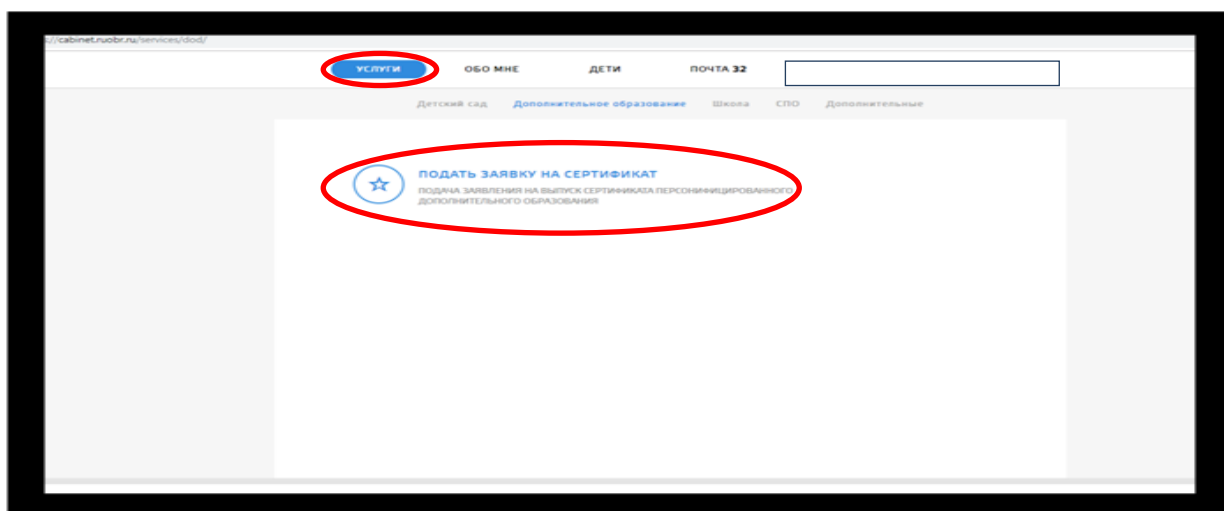 ://cabinet.ruobr.ru/services/dod/
УСЛУГИ ОБО МНЕ ДЕТИ ПОЧТА 32
Детский сад Дополнительное образование Школа СПО Дополнительные
ПОДАТЬ ЗАЯВКУ НА СЕРТИФИКАТ
ПОДАЧА ЗАЯВЛЕНИЯ НА ВЫПУСК СЕРТИФИКАТА ПЕРСОНИФИЦИРОВАННОГО
ДОПОЛНИТЕЛЬНОГО ОБРАЗОВАНИЯ